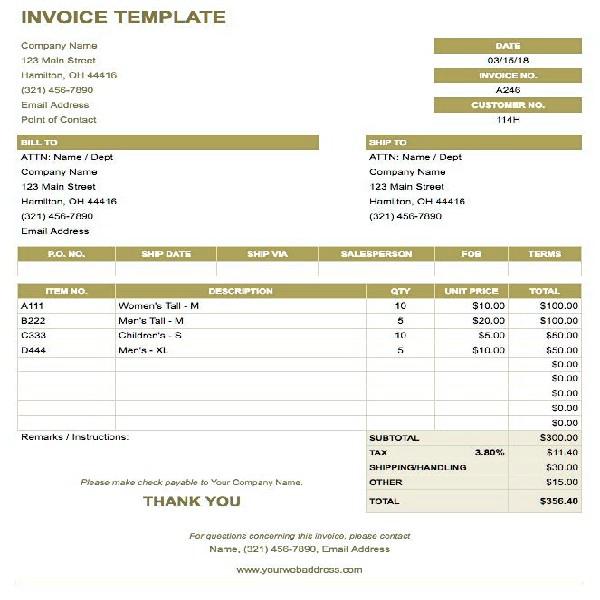 INVOICE TEMPLATE
Company Name
123 Main Street
Hamilton, OH 44416
(321) 456-7890
Email Address
Point of Contact
DATE
03/15/18
INVOICE NO.
A246
CUSTOMER NO.
114H
BILL TO
ATTN: Name / Dept
Company Name
123 Main Street
Hamilton, OH 44416
(321) 456-7890
Email Address
SHIP TO
ATTN: Name / Dept
Company Name
123 Main Street
Hamilton, OH 44416
(321) 456-7890
P.O. NO. SHIP DATE SHIP VIA SALESPERSON FOB TERMS
ITEM NO. DESCRIPTION QTY UNIT PRICE TOTAL
A111 Women's Tall - M 10 $10.00 $100.00
B222 Men's Tall - M 5 $20.00 $100.00
C333 Children's - S 10 $5.00 $50.00
D444 Men's - XL 5 $10.00 $50.00
$0.00
$0.00
$0.00
$0.00
$0.00
Remarks / Instructions:
SUBTOTAL $300.00
TAX 3.80% $11.40
SHIPPING/HANDLING $30.00
OTHER $15.00
TOTAL $356.40
Please make check payable to Your Company Name.
THANK YOU
For questions concerning this invoice, please contact
Name, (321) 456-7890, Email Address
www.yourwebaddress.com